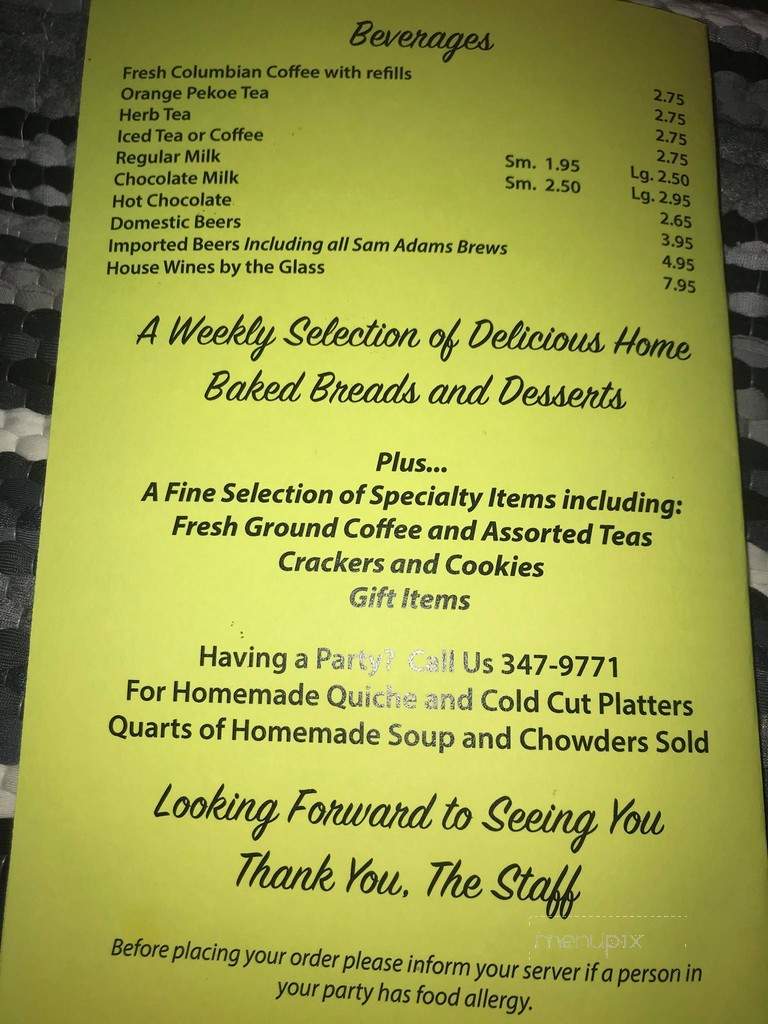 Beverages
Fresh Columbian Coffee with refills 2.75
Orange Pekoe Tea 2.75
Herb Tea 2.75
Iced Tea or Coffee 2.75
Regular Milk Sm. 1.95 Lg. 2.50
Chocolate Milk Sm. 2.50 Lg. 2.95
Hot Chocolate 2.65
Domestic Beers 3.95
Imported Beers Including all Sam Adams Brews 4.95
House Wines by the Glass 7.95
A Weekly Selection of Delicious Home
Baked Breads and Desserts
Plus...
A Fine Selection of Specialty Items including:
Fresh Ground Coffee and Assorted Teas
Crackers and Cookies
Gift Items
Having a Party? Call Us 347-9771
For Homemade Quiche and Cold Cut Platters
Quarts of Homemade Soup and Chowders Sold
Looking Forward to Seeing You
Thank You, The Staff
menupix
Before placing your order please inform your server if a person in
your party has food allergy.